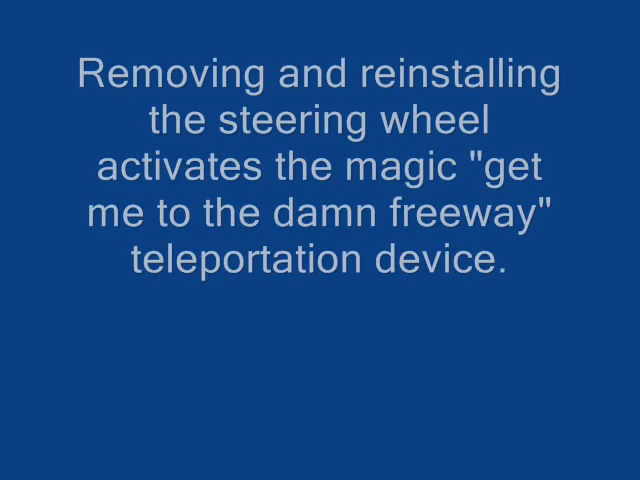 Removing and reinstalling
the steering wheel
activates the magic "get
me to the damn freeway"
teleportation device.